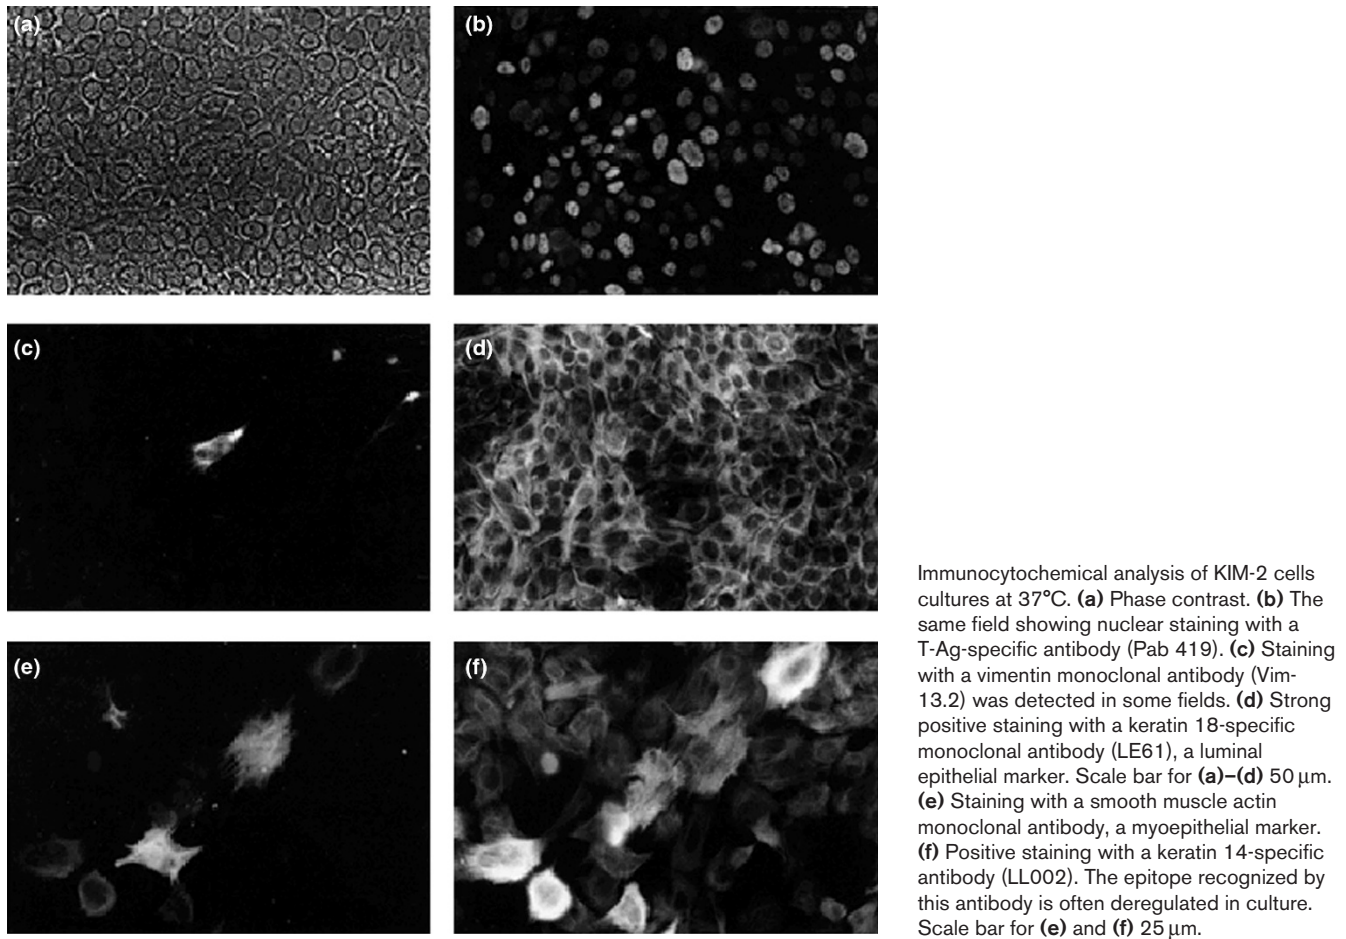 (a)
(b)
(c)
(d)
(e)
(f)
Immunocytochemical analysis of KIM-2 cells
cultures at 37°C. (a) Phase contrast. (b) The
same field showing nuclear staining with a
T-Ag-specific antibody (Pab 419). (c) Staining
with a vimentin monoclonal antibody (Vim-
13.2) was detected in some fields. (d) Strong
positive staining with a keratin 18-specific
monoclonal antibody (LE61), a luminal
epithelial marker. Scale bar for (a)–(d) 50 µm.
(e) Staining with a smooth muscle actin
monoclonal antibody, a myoepithelial marker.
(f) Positive staining with a keratin 14-specific
antibody (LL002). The epitope recognized by
this antibody is often deregulated in culture.
Scale bar for (e) and (f) 25 µm.